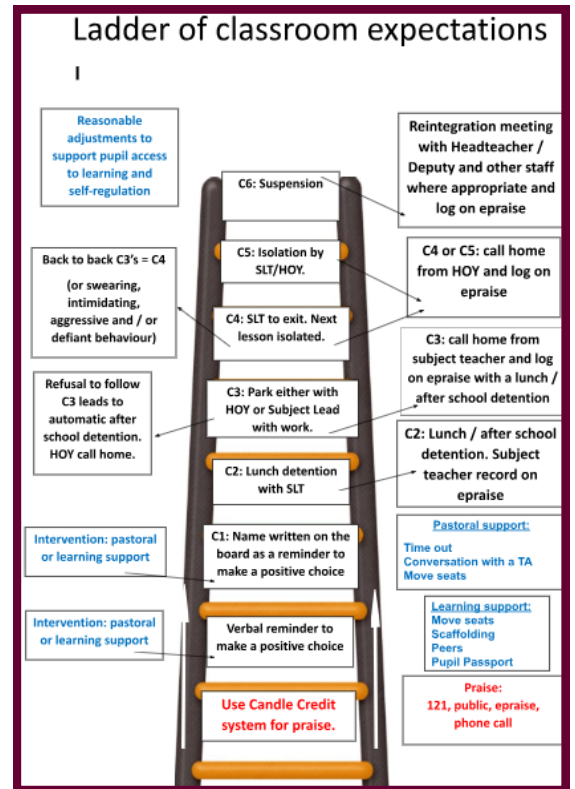 Ladder of classroom expectations
I
Reasonable
adjustments to
support pupil access
to learning and
self-regulation
Reintegration meeting
with Headteacher /
Deputy and other staff
where appropriate and
log on epraise
C6: Suspension
Back to back C3's = C4
(or swearing,
intimidating,
aggressive and / or
defiant behaviour)
C5: Isolation by
SLT/HOY.
C4 or C5: call home
from HOY and log on
epraise
C4: SLT to exit. Next
lesson isolated.
C3: call home from
subject teacher and log
on epraise with a lunch /
after school detention
Refusal to follow
C3 leads to
automatic after
school detention.
HOY call home.
C3: Park either with
HOY or Subject Lead
with work.
C2: Lunch / after school
detention. Subject
teacher record on
epraise
C2: Lunch detention
with SLT
Intervention: pastoral
or learning support
C1: Name written on the
board as a reminder to
make a positive choice
Pastoral support:
Time out
Conversation with a TA
Move seats
Intervention: pastoral
or learning support
Verbal reminder to
make a positive choice
Learning support:
Move seats
Scaffolding
Peers
Pupil Passport
Use Candle Credit
system for praise.
Praise:
121, public, epraise,
phone call